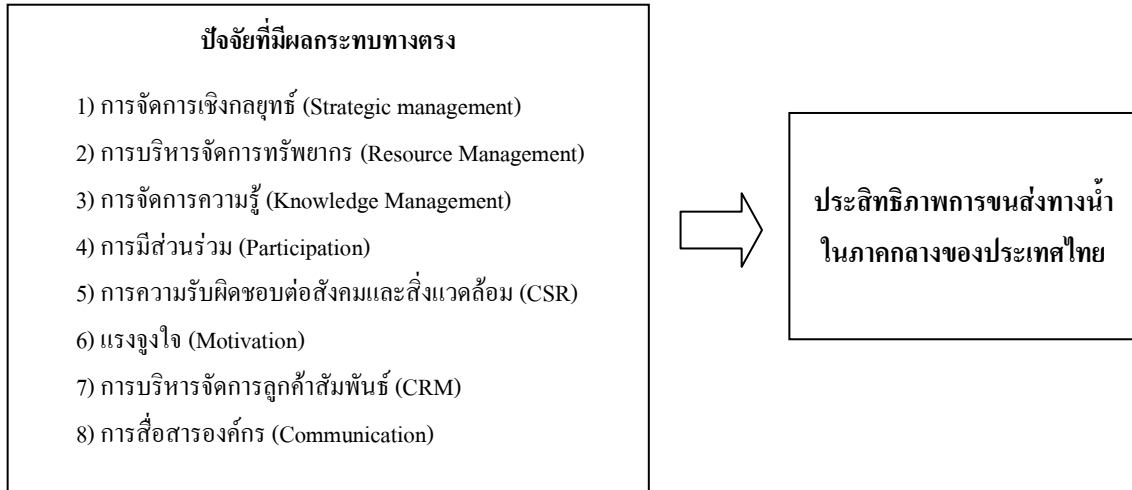 ปัจจัยที่มีผลกระทบทางตรง
1) การจัดการเชิงกลยุทธ์ (Strategic management)
2) การบริหารจัดการทรัพยากร (Resource Management)
3) การจัดการความรู้ (Knowledge Management)
4) การมีส่วนร่วม (Participation)
5) การความรับผิดชอบต่อสังคมและสิ่งแวดล้อม (CSR)
6) แรงจูงใจ (Motivation)
7) การบริหารจัดการลูกค้าสัมพันธ์ (CRM)
8) การสื่อสารองค์กร (Communication)
ประสิทธิภาพการขนส่งทางน้ำ
ในภาคกลางของประเทศไทย